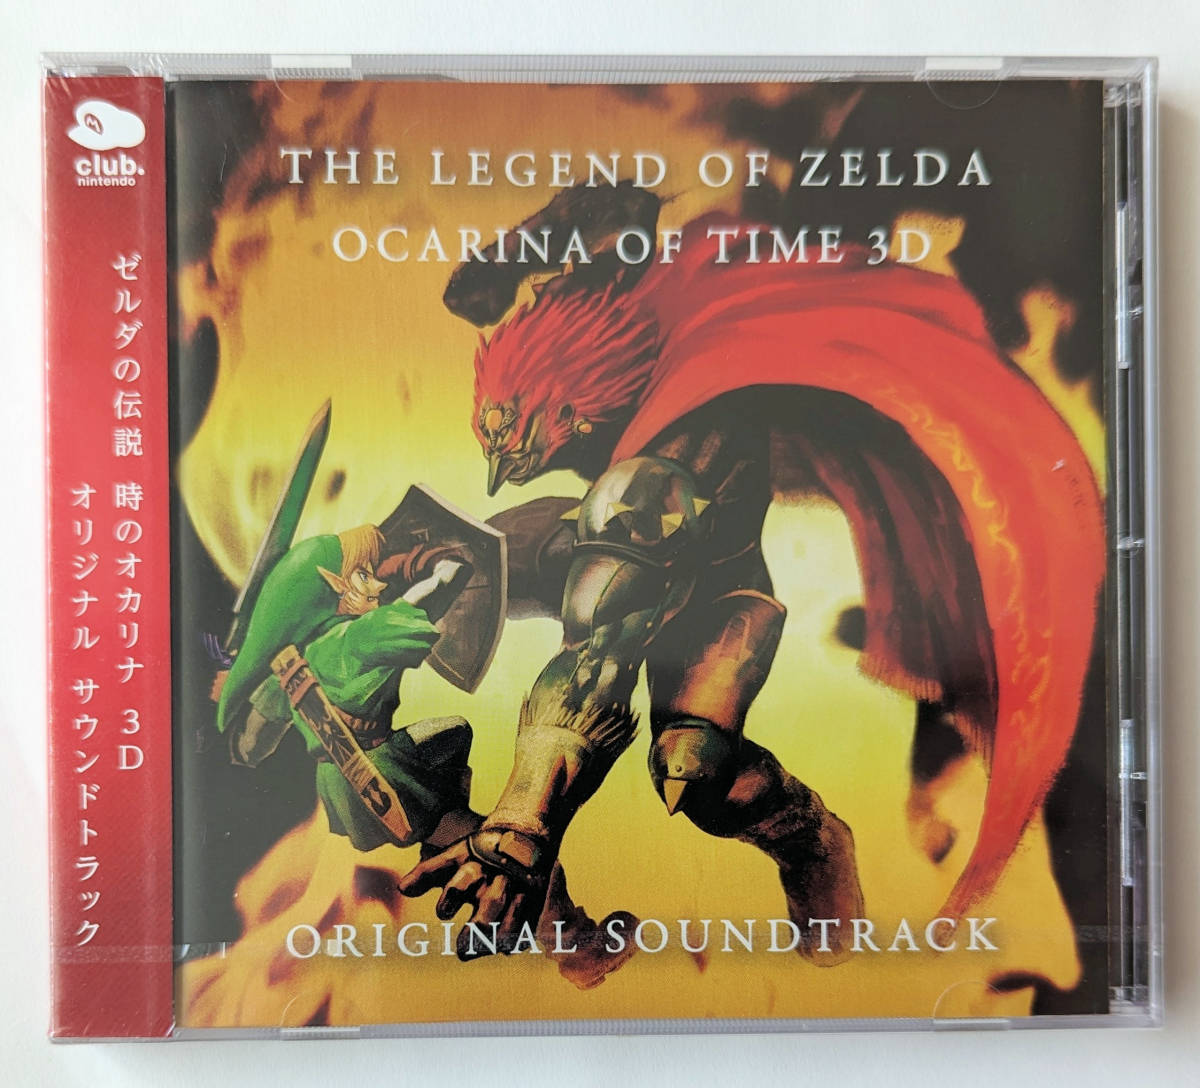 M
club.
nintendo
ゼルダの伝説 時のオカリナ 3D
オリジナル サウンドトラック
THE LEGEND OF ZELDA
OCARINA OF TIME 3D
ORIGINAL SOUNDTRACK